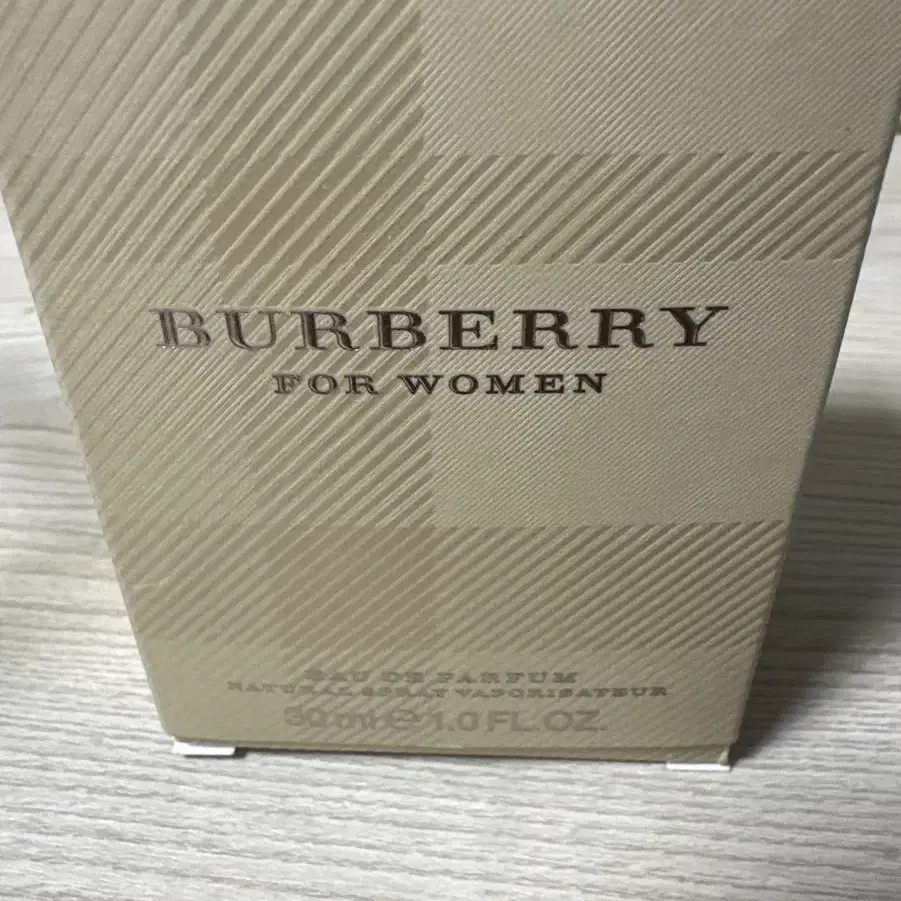 BURBERRY
FOR WOMEN
EAU DE PARFUM
NATURAL SPRAY VAPORISATEUR
30 ml ℮ 1.0 FL.OZ.